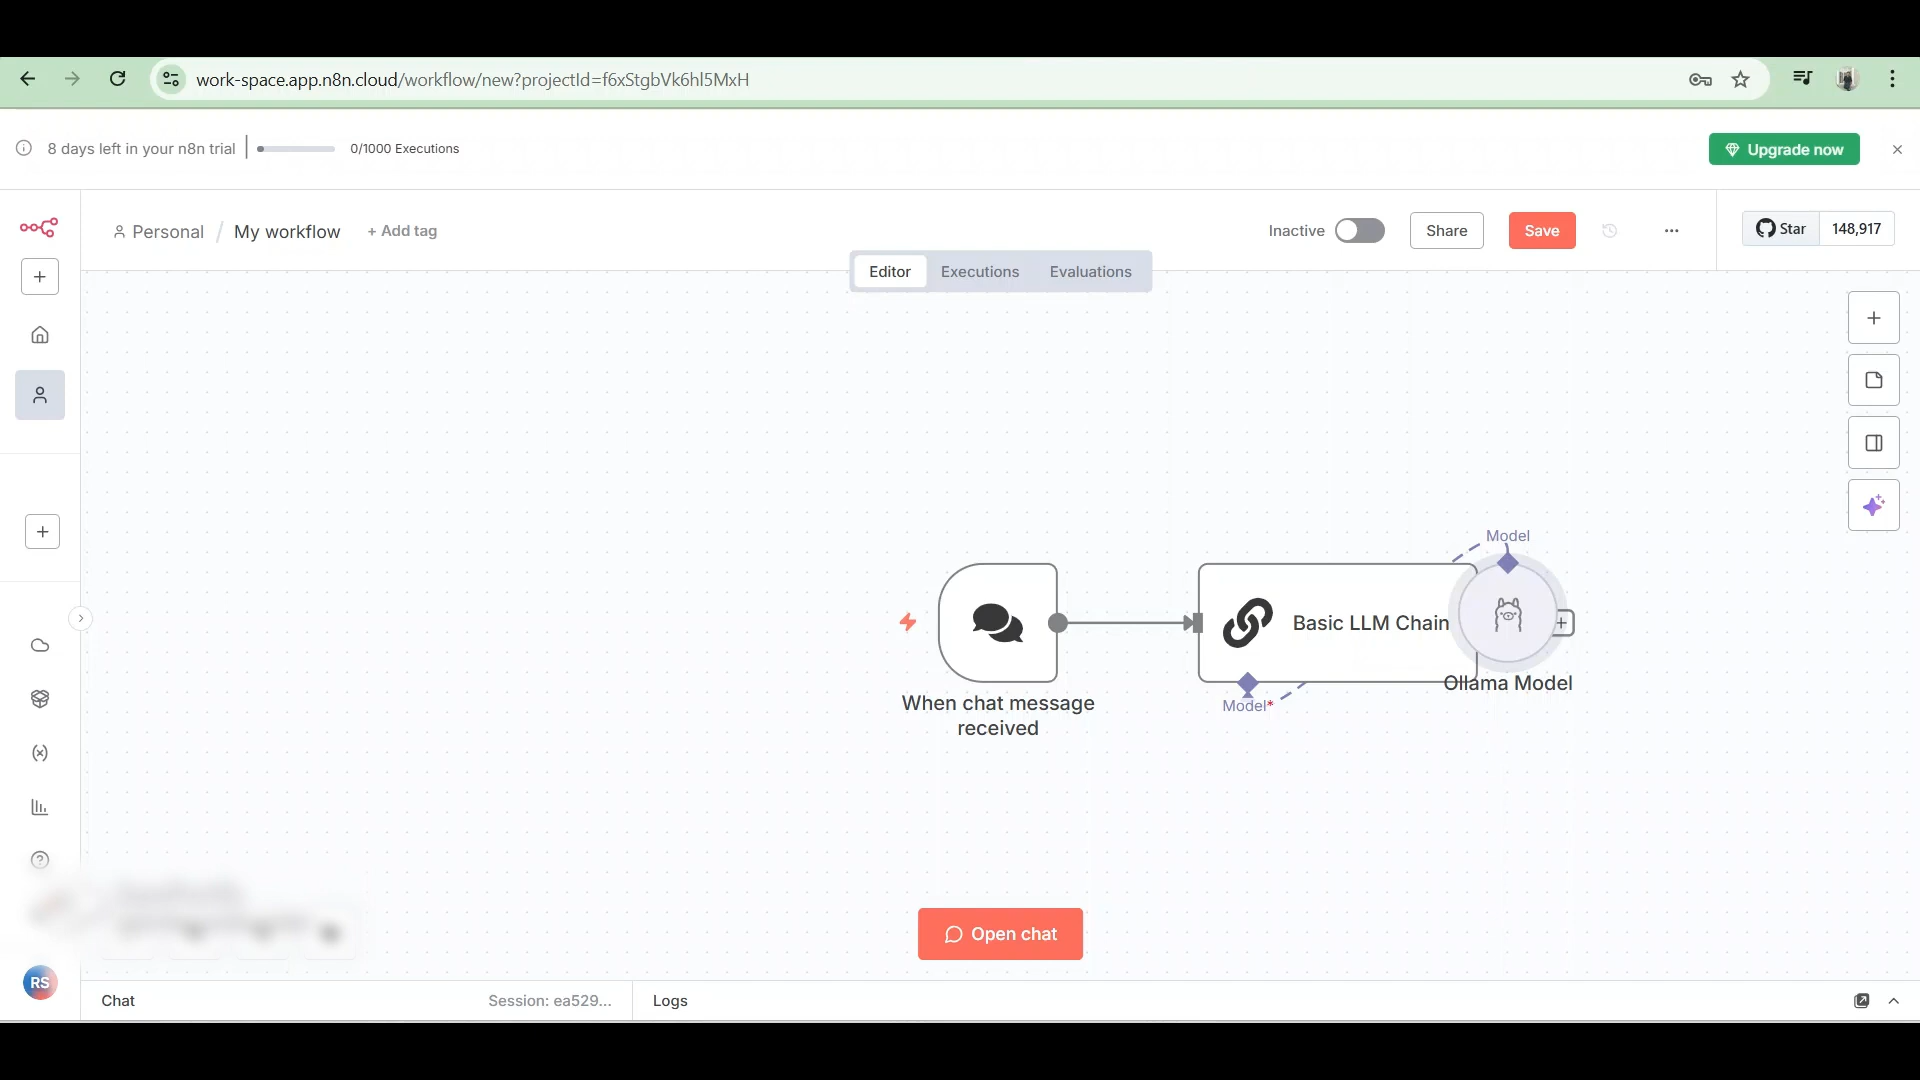 work-space.app.n8n.cloud/workflow/new?projectId=f6xStgbVk6hl5MxH
8 days left in your n8n trial
0/1000 Executions
Upgrade now
Personal / My workflow
+ Add tag
Inactive
Share
Save
...
Star
148,917
Editor
Executions
Evaluations
Model
Basic LLM Chain
Ollama Model
Model*
When chat message
received
Open chat
RS
Chat
Session: ea529...
Logs